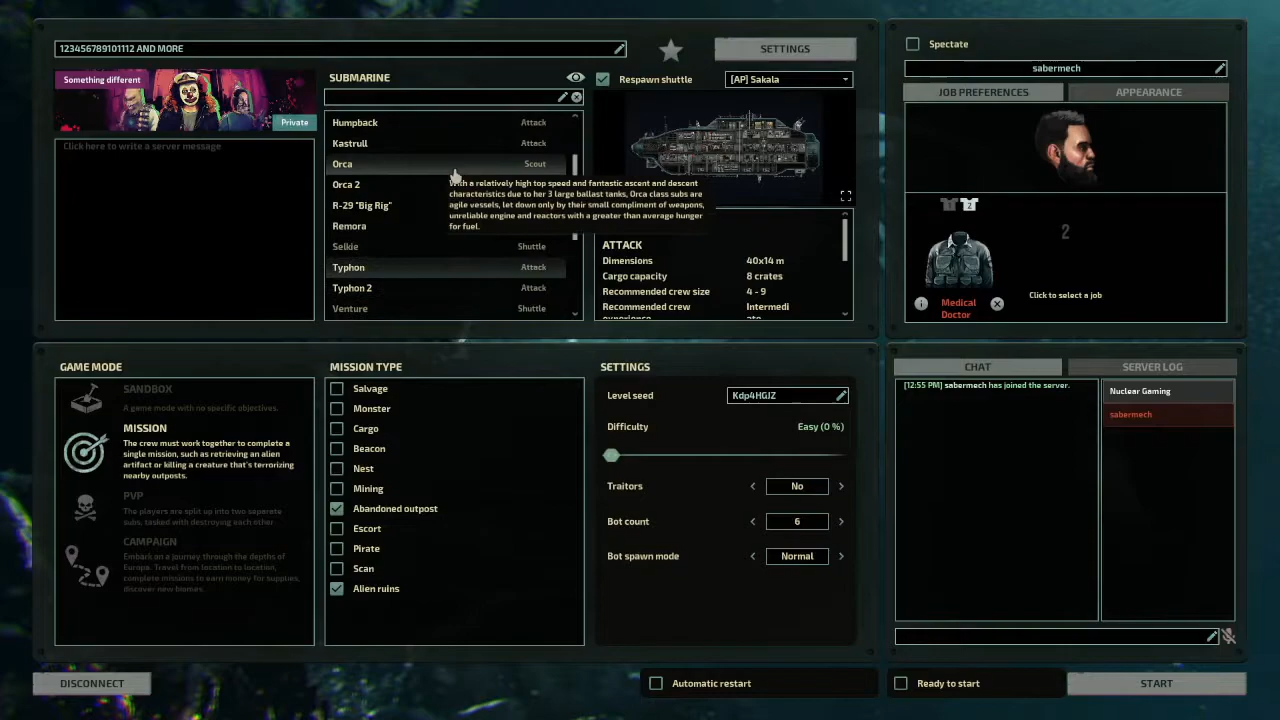 123456789101112 AND MORE
SETTINGS
Something different
Private
Click here to write a server message
SUBMARINE
Humpback Attack
Kastrull Attack
Orca Scout
Orca 2
R-29 "Big Rig"
Remora
Selkie Shuttle
Typhon Attack
Typhon 2 Attack
Venture Shuttle
With a relatively high top speed and fantastic ascent and descent
characteristics due to her 3 large ballast tanks, Orca class subs are
agile vessels, let down only by their small compliment of weapons,
unreliable engine and reactors with a greater than average hunger
for fuel.
Respawn shuttle
[AP] Sakala
ATTACK
Dimensions 40x14 m
Cargo capacity 8 crates
Recommended crew size 4 - 9
Recommended crew Intermedi
experience ate
Spectate
sabermech
JOB PREFERENCES
APPEARANCE
2
2
Click to select a job
Medical
Doctor
GAME MODE
SANDBOX
A game mode with no specific objectives.
MISSION
The crew must work together to complete a
single mission, such as retrieving an alien
artifact or killing a creature that's terrorizing
nearby outposts.
PVP
The players are split up into two separate
subs, tasked with destroying each other.
CAMPAIGN
Embark on a journey through the depths of
Europa. Travel from location to location,
complete missions to earn money for supplies,
discover new biomes.
MISSION TYPE
Salvage
Monster
Cargo
Beacon
Nest
Mining
Abandoned outpost
Escort
Pirate
Scan
Alien ruins
SETTINGS
Level seed Kdp4HGJZ
Difficulty Easy (0 %)
Traitors < No >
Bot count < 6 >
Bot spawn mode < Normal >
CHAT
SERVER LOG
[12:55 PM] sabermech has joined the server.
Nuclear Gaming
sabermech
DISCONNECT
Automatic restart
Ready to start
START